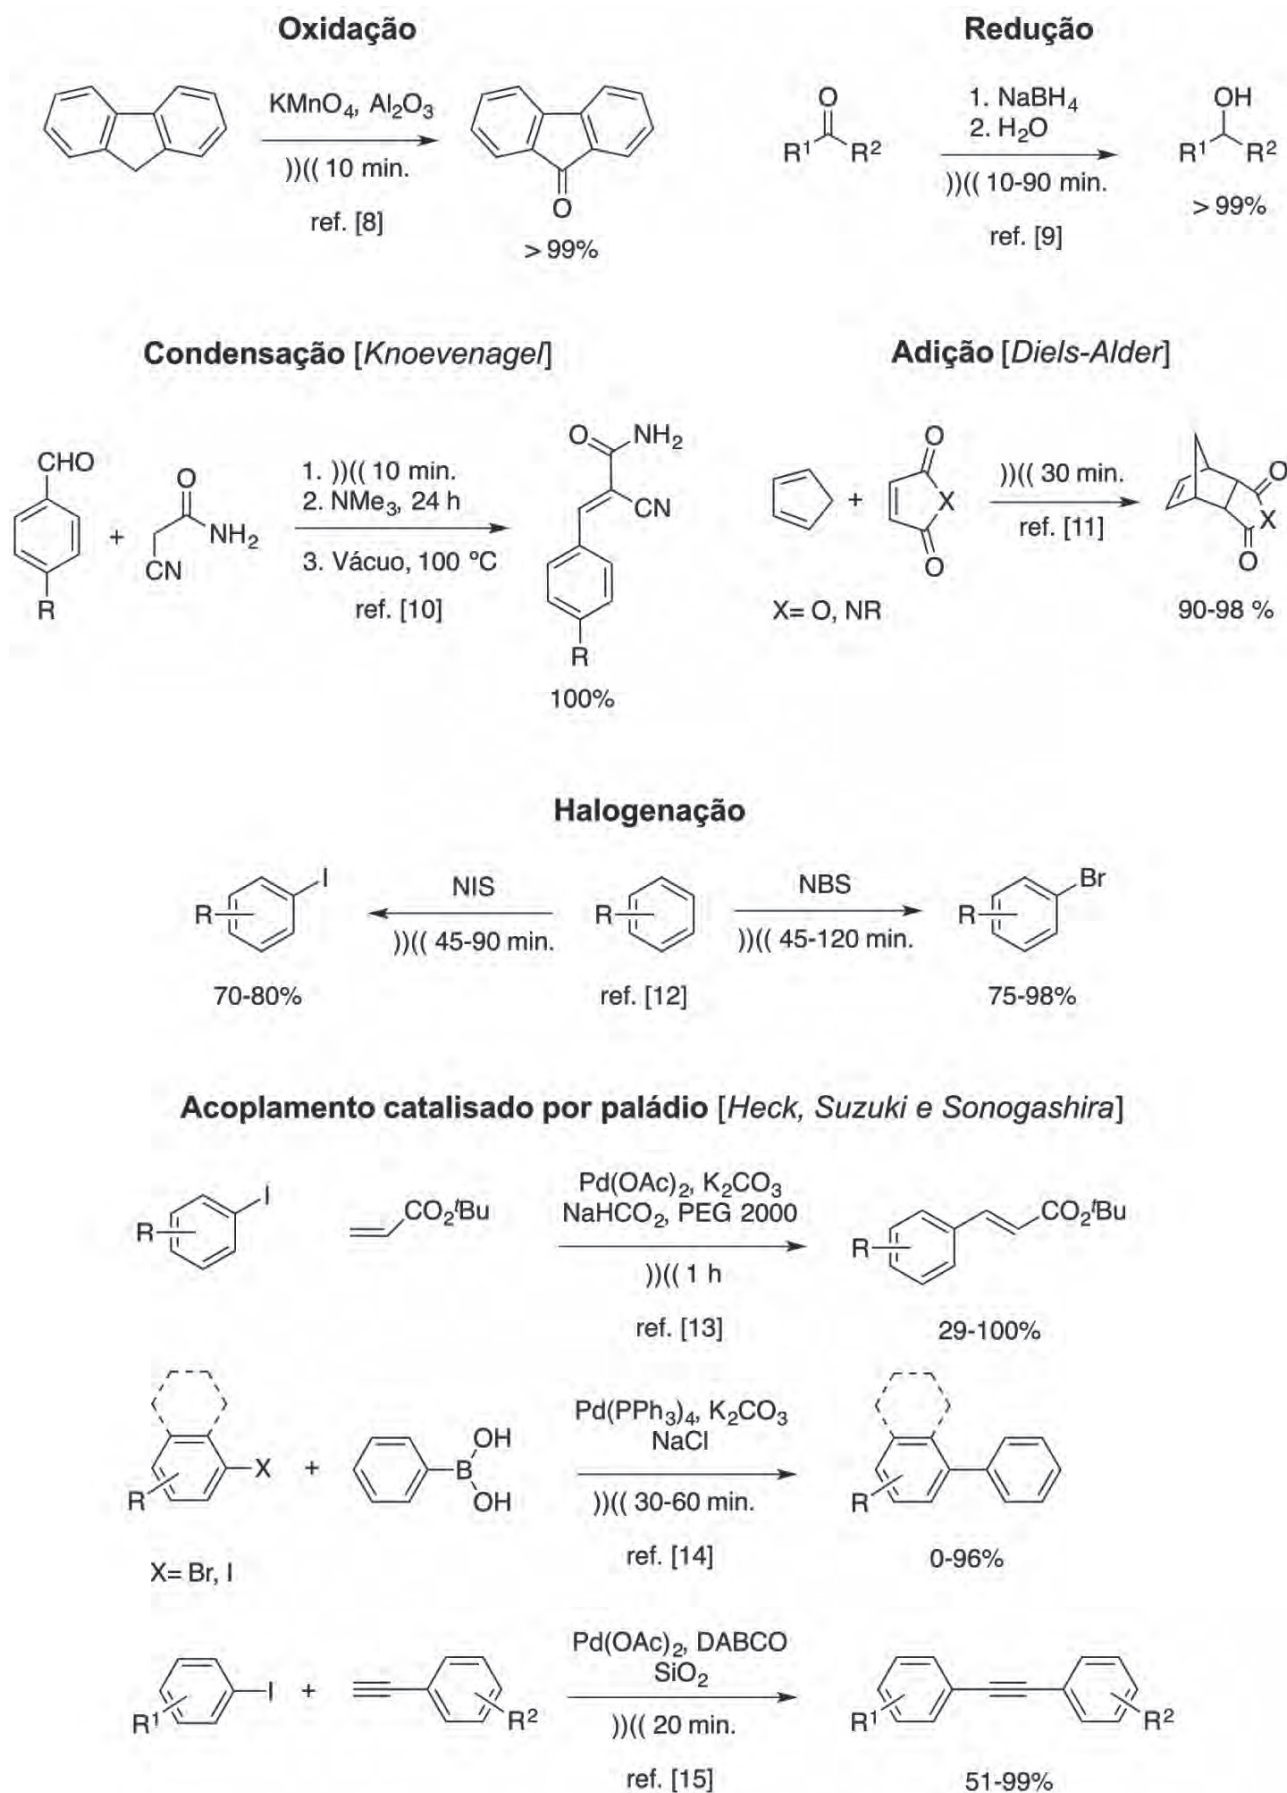 Oxidação
KMnO₄, Al₂O₃
))(( 10 min.
ref. [8]
O
> 99%
Redução
O
R¹ R²
1. NaBH₄
2. H₂O
))(( 10-90 min.
ref. [9]
OH
R¹ R²
> 99%
Condensação [Knoevenagel]
CHO
R
+
O
NH₂
CN
1. ))(( 10 min.
2. NMe₃, 24 h
3. Vácuo, 100 ºC
ref. [10]
O NH₂
CN
R
100%
Adição [Diels-Alder]
+
O
X
O
X= O, NR
))(( 30 min.
ref. [11]
O
X
O
90-98 %
Halogenação
R I
70-80%
NIS
))(( 45-90 min.
R
ref. [12]
NBS
))(( 45-120 min.
R Br
75-98%
Acoplamento catalisado por paládio [Heck, Suzuki e Sonogashira]
R I
CO₂ᵗBu
Pd(OAc)₂, K₂CO₃
NaHCO₂, PEG 2000
))(( 1 h
ref. [13]
R CO₂ᵗBu
29-100%
R X
X= Br, I
+
B OH
OH
Pd(PPh₃)₄, K₂CO₃
NaCl
))(( 30-60 min.
ref. [14]
R
0-96%
R¹ I
+
R²
Pd(OAc)₂, DABCO
SiO₂
))(( 20 min.
ref. [15]
R¹ R²
51-99%